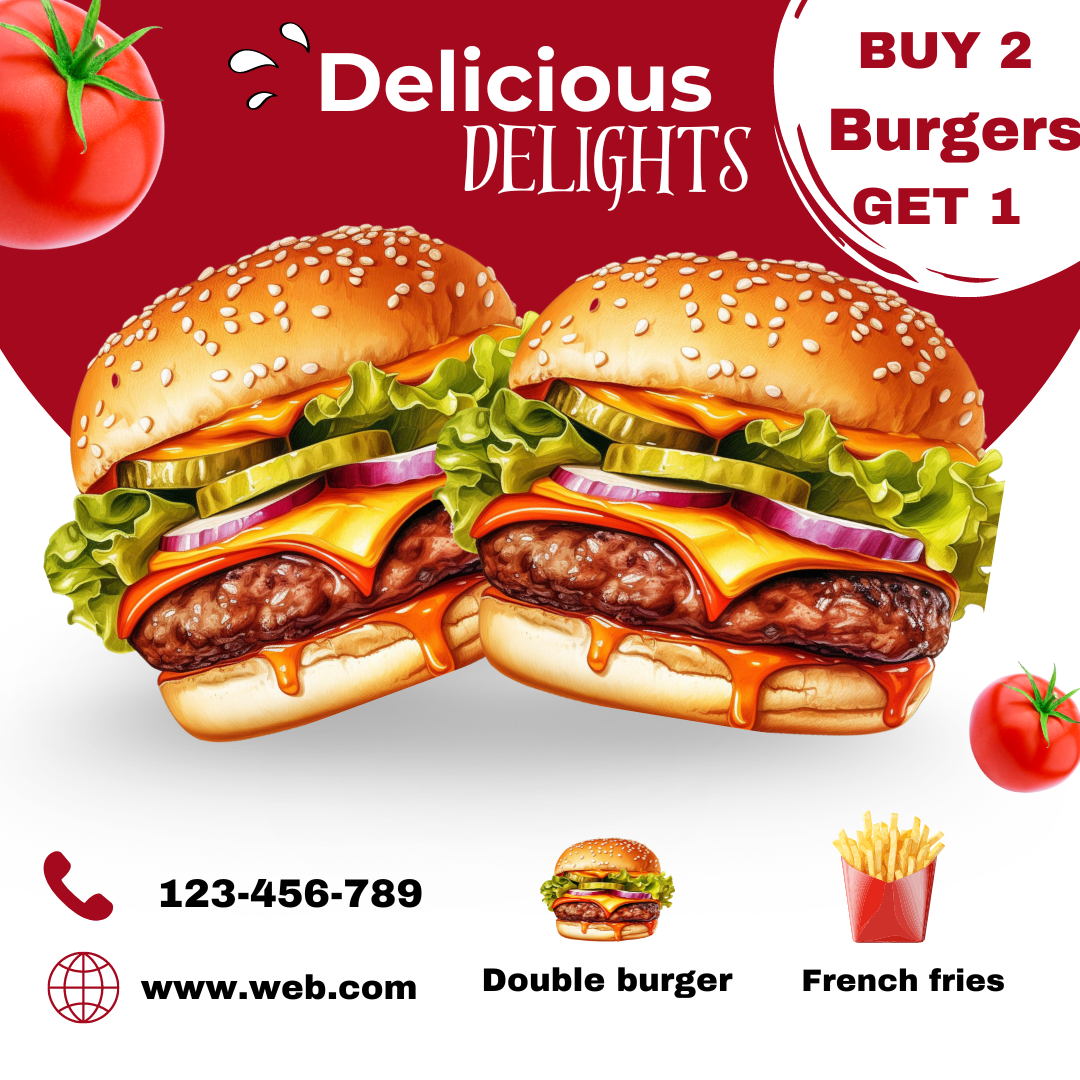 Delicious
DELIGHTS
BUY 2
Burgers
GET 1
123-456-789
www.web.com
Double burger
French fries